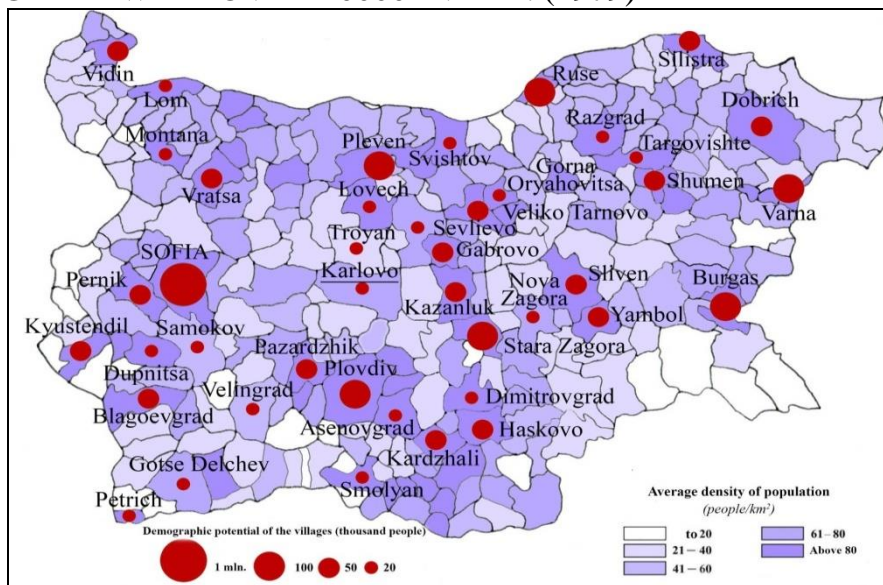 Vidin
Lom
Montana
Vratsa
Pleven
Svishtov
Lovech
Troyan
Karlovo
Sevlievo
Gabrovo
Gorna
Oryahovitsa
Veliko Tarnovo
Ruse
Silistra
Razgrad
Dobrich
Targovishte
Shumen
Varna
SOFIA
Pernik
Kyustendil
Samokov
Dupnitsa
Blagoevgrad
Pazardzhik
Plovdiv
Velingrad
Asenovgrad
Kazanluk
Nova
Zagora
Sliven
Yambol
Burgas
Stara Zagora
Dimitrovgrad
Haskovo
Kardzhali
Smolyan
Gotse Delchev
Petrich
Demographic potential of the villages (thousand people)
1 mln. 100 50 20
Average density of population
(people/km²)
to 20
21 – 40
41 – 60
61 – 80
Above 80